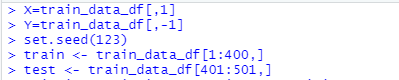 > X=train_data_df[,1]
> Y=train_data_df[,-1]
> set.seed(123)
> train <- train_data_df[1:400,]
> test <- train_data_df[401:501,]